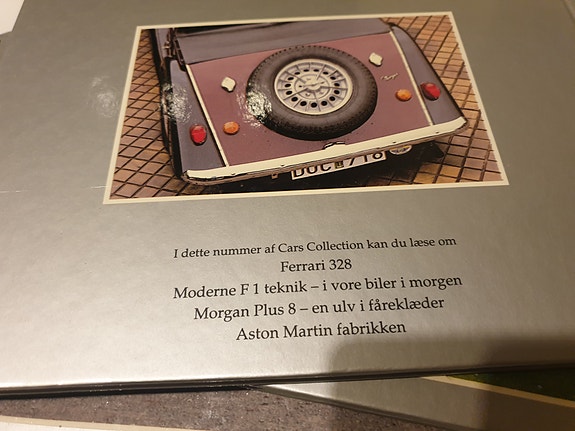 I dette nummer af Cars Collection kan du læse om
Ferrari 328
Moderne F 1 teknik – i vore biler i morgen
Morgan Plus 8 – en ulv i fåreklæder
Aston Martin fabrikken